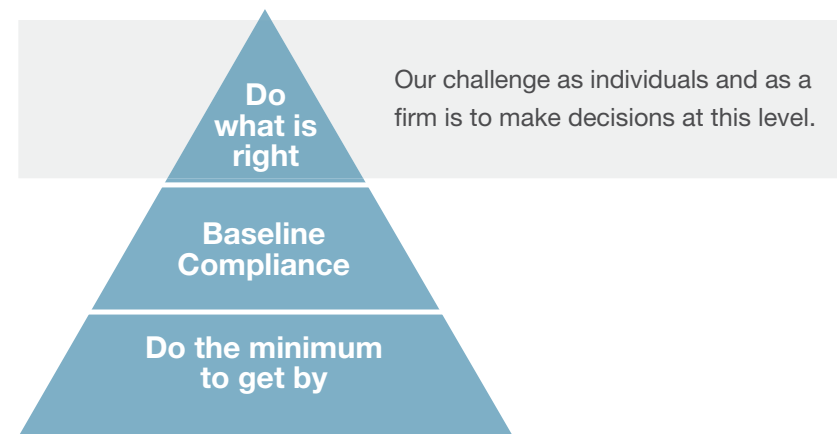 Do
what is
right
Our challenge as individuals and as a
firm is to make decisions at this level.
Baseline
Compliance
Do the minimum
to get by